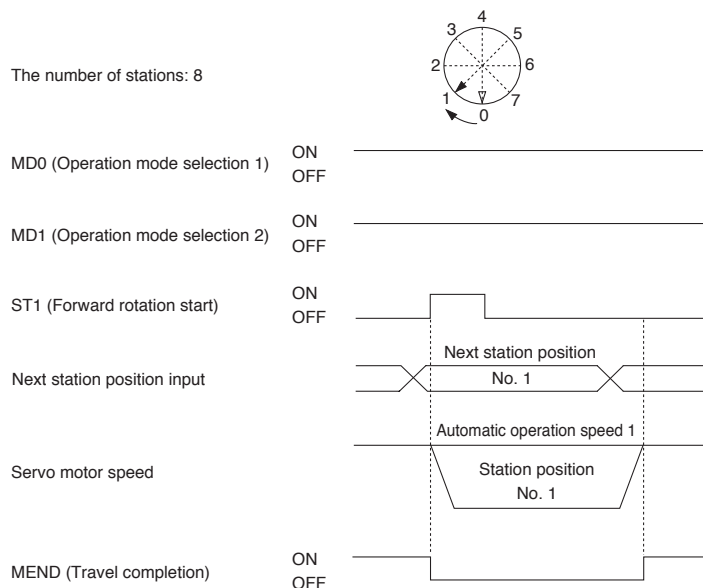 4
3 5
The number of stations: 8
2 6
1 7
0
MD0 (Operation mode selection 1)
ON
OFF
MD1 (Operation mode selection 2)
ON
OFF
ST1 (Forward rotation start)
ON
OFF
Next station position
Next station position input
No. 1
Automatic operation speed 1
Servo motor speed
Station position
No. 1
MEND (Travel completion)
ON
OFF